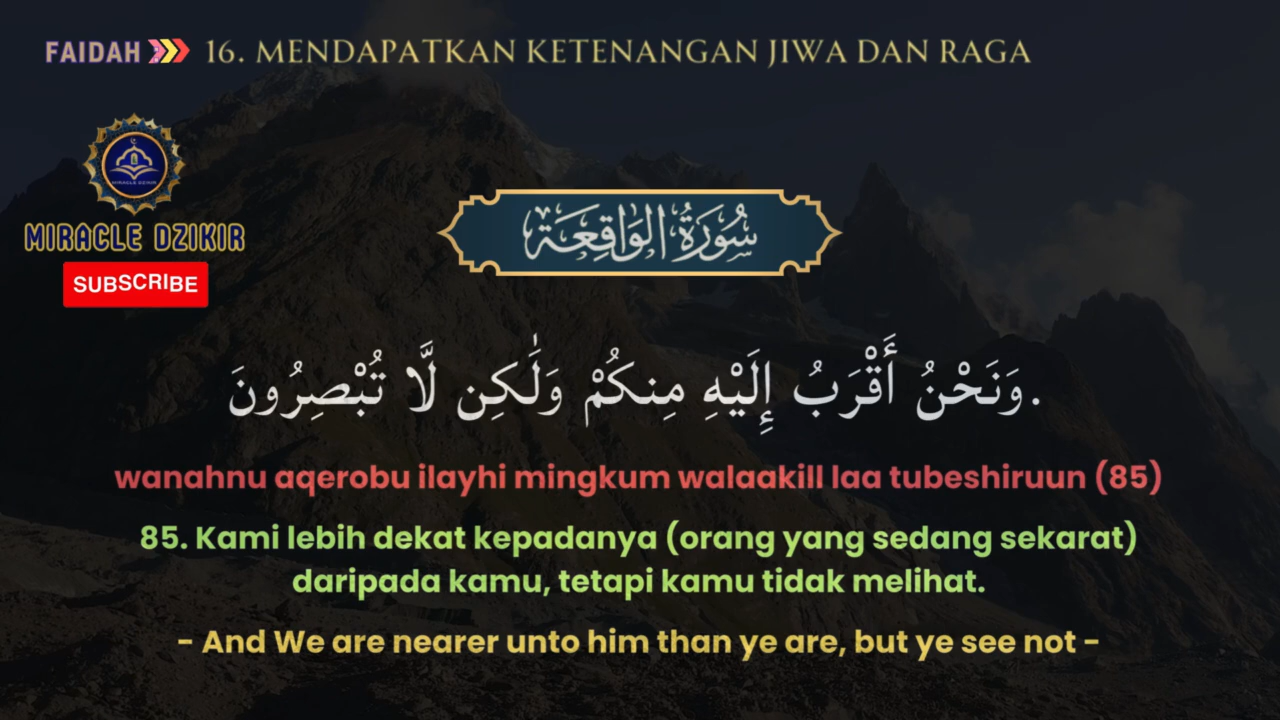 FAIDAH 16. MENDAPATKAN KETENANGAN JIWA DAN RAGA
MIRACLE DZIKIR
MIRACLE DZIKIR
SUBSCRIBE
سُورَةُ الوَاقِعَة
وَنَحْنُ أَقْرَبُ إِلَيْهِ مِنكُمْ وَلَٰكِن لَّا تُبْصِرُونَ.
wanahnu aqerobu ilayhi mingkum walaakill laa tubeshiruun (85)
85. Kami lebih dekat kepadanya (orang yang sedang sekarat)
daripada kamu, tetapi kamu tidak melihat.
- And We are nearer unto him than ye are, but ye see not -